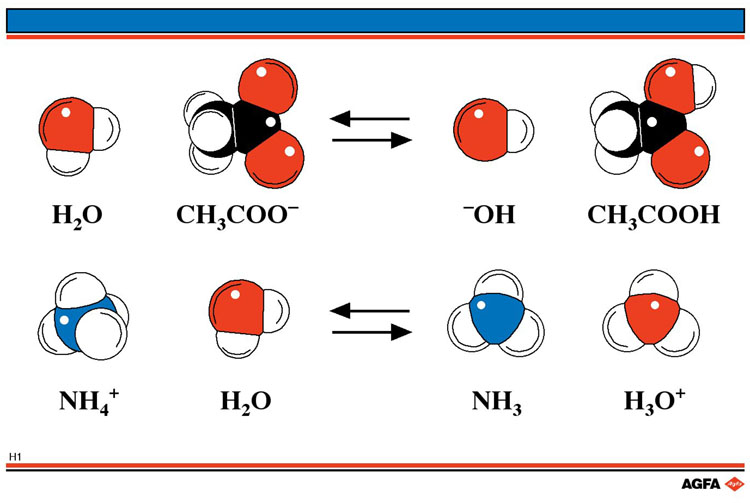 H₂O CH₃COO⁻ ⁻OH CH₃COOH
NH₄⁺ H₂O NH₃ H₃O⁺
H1
AGFA